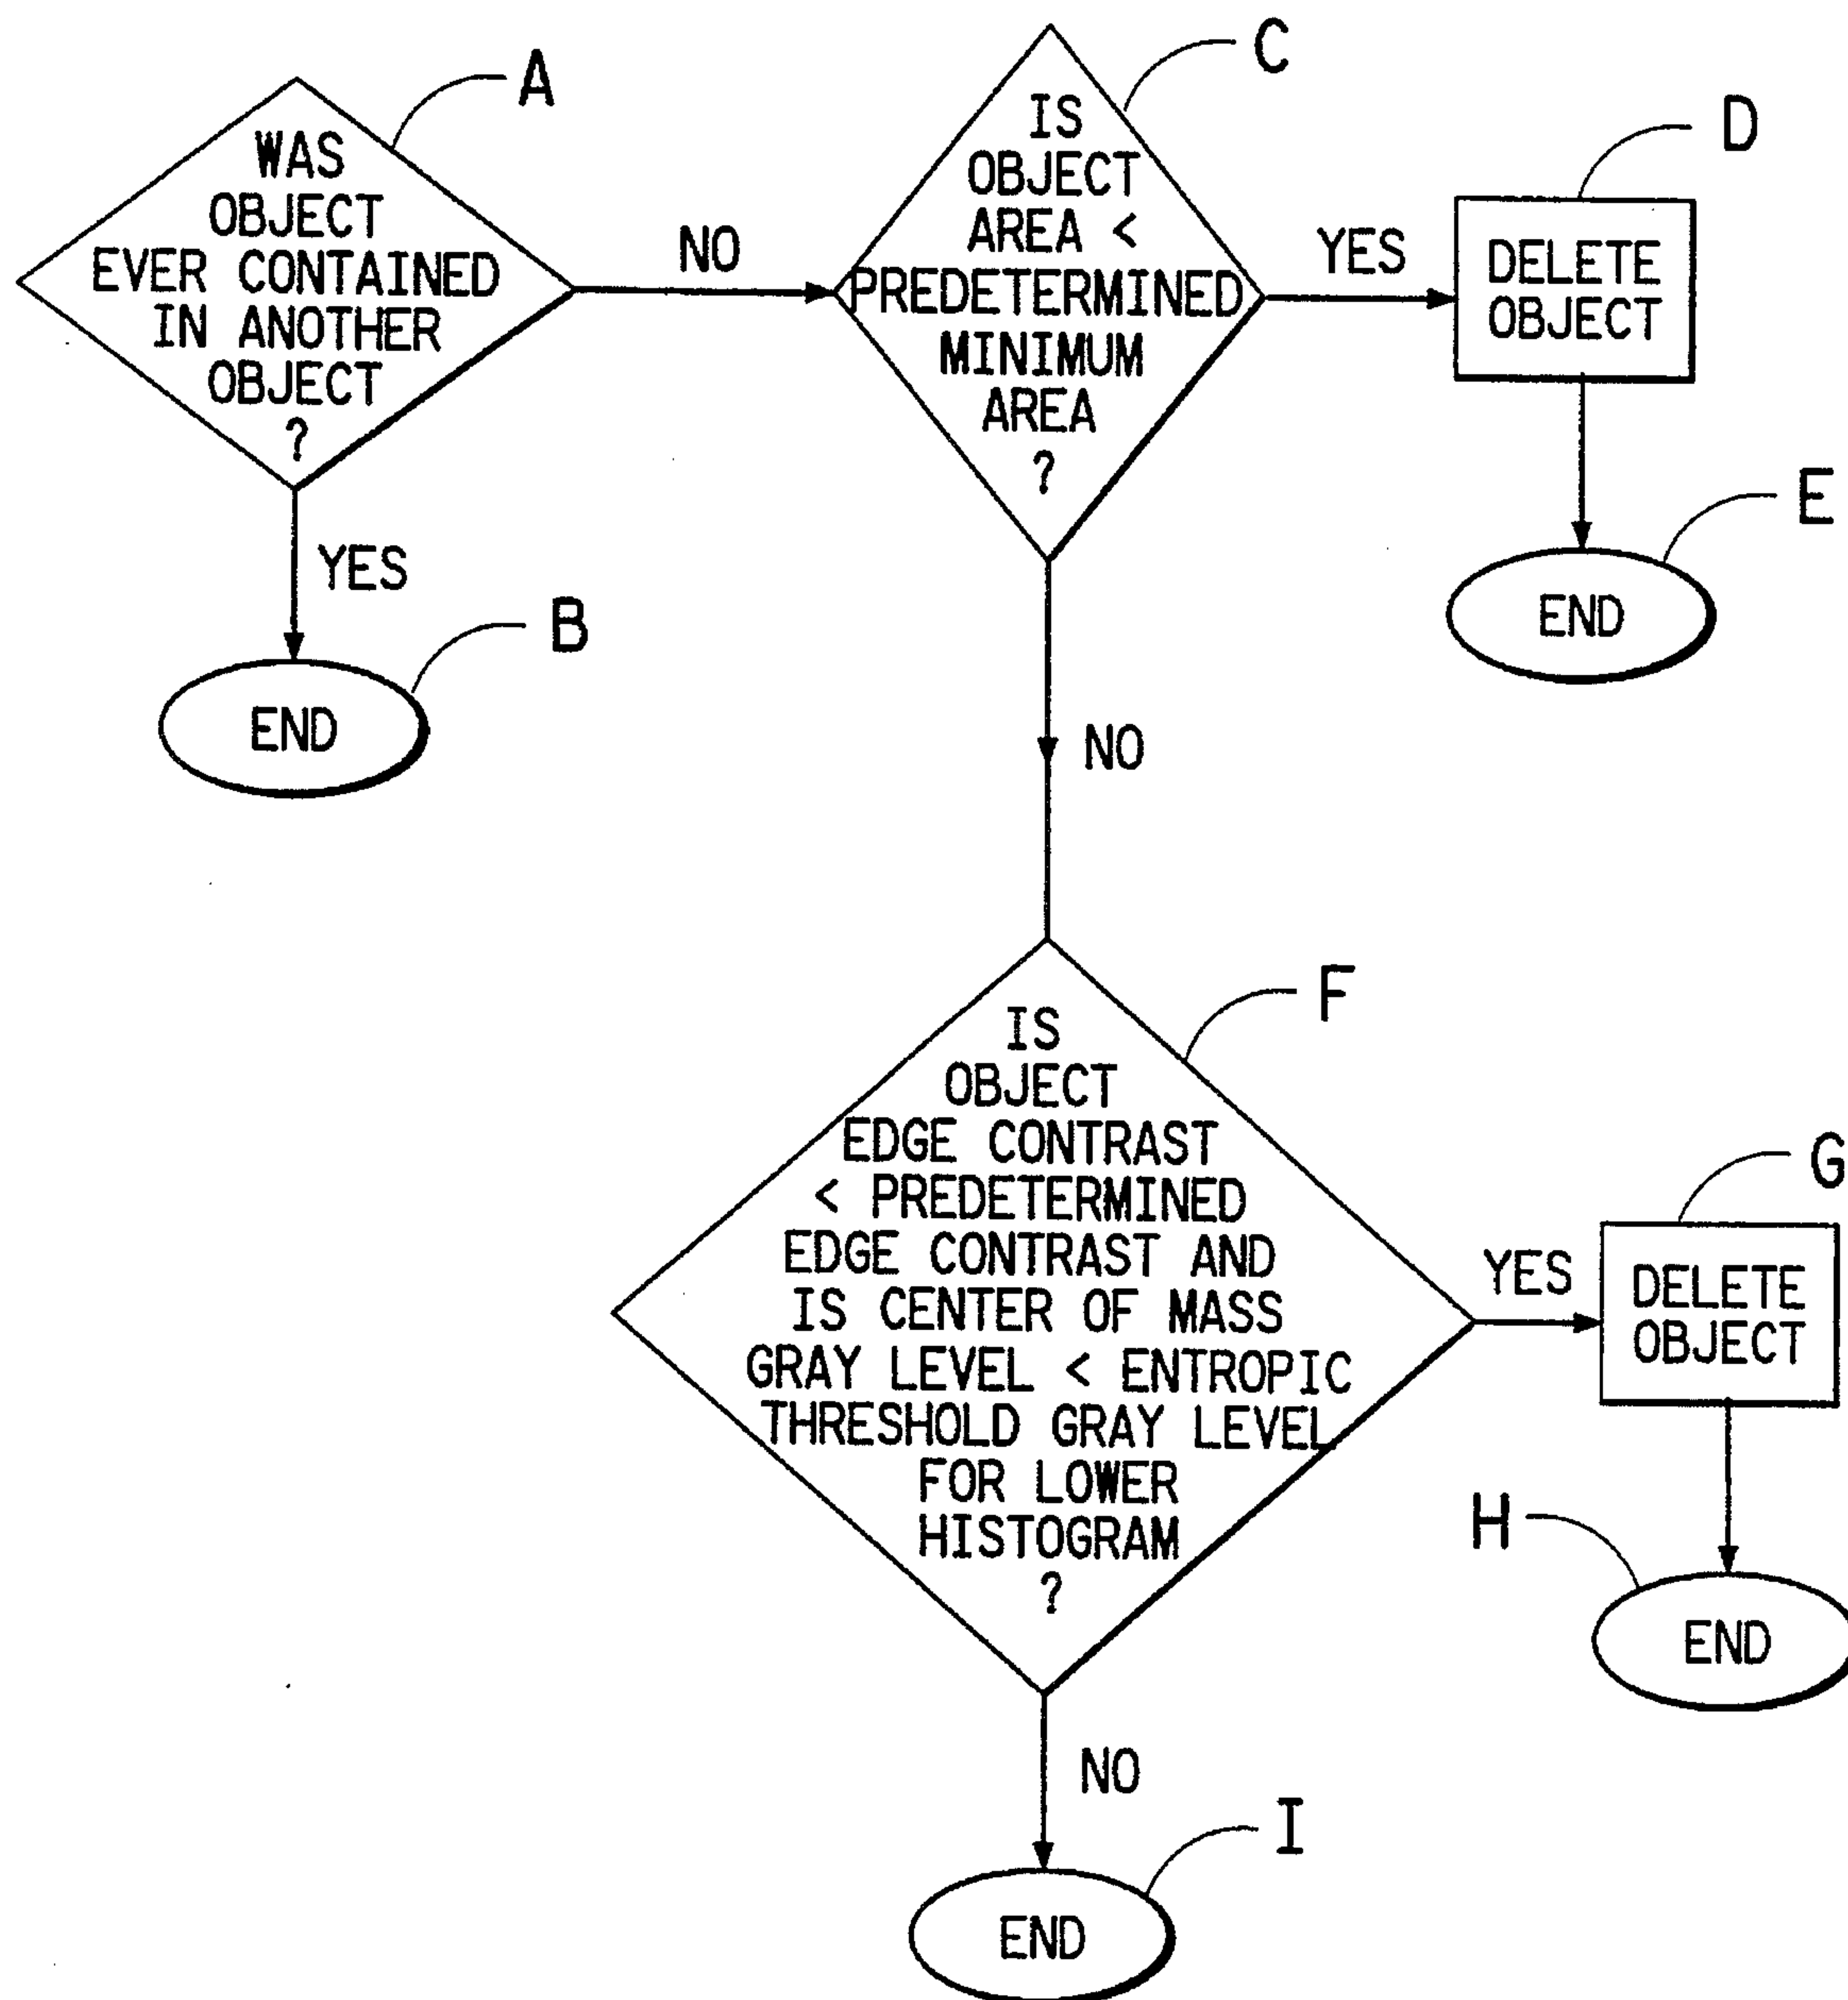 A
WAS
OBJECT
EVER CONTAINED
IN ANOTHER
OBJECT
?
NO
YES
B
END
C
IS
OBJECT
AREA <
PREDETERMINED
MINIMUM
AREA
?
YES
NO
D
DELETE
OBJECT
E
END
F
IS
OBJECT
EDGE CONTRAST
< PREDETERMINED
EDGE CONTRAST AND
IS CENTER OF MASS
GRAY LEVEL < ENTROPIC
THRESHOLD GRAY LEVEL
FOR LOWER
HISTOGRAM
?
YES
G
DELETE
OBJECT
H
END
NO
I
END